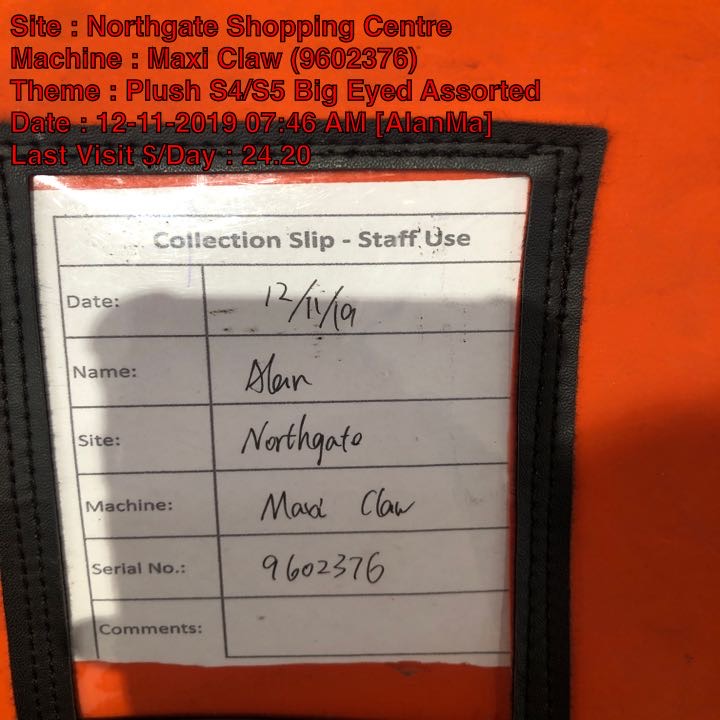 Site : Northgate Shopping Centre
Machine : Maxi Claw (9602376)
Theme : Plush S4/S5 Big Eyed Assorted
Date : 12-11-2019 07:46 AM [AlanMa]
Last Visit $/Day : 24.20
Collection Slip - Staff Use
Date: 12/11/19
Name: Alan
Site: Northgate
Machine: Maxi Claw
Serial No.: 9602376
Comments: